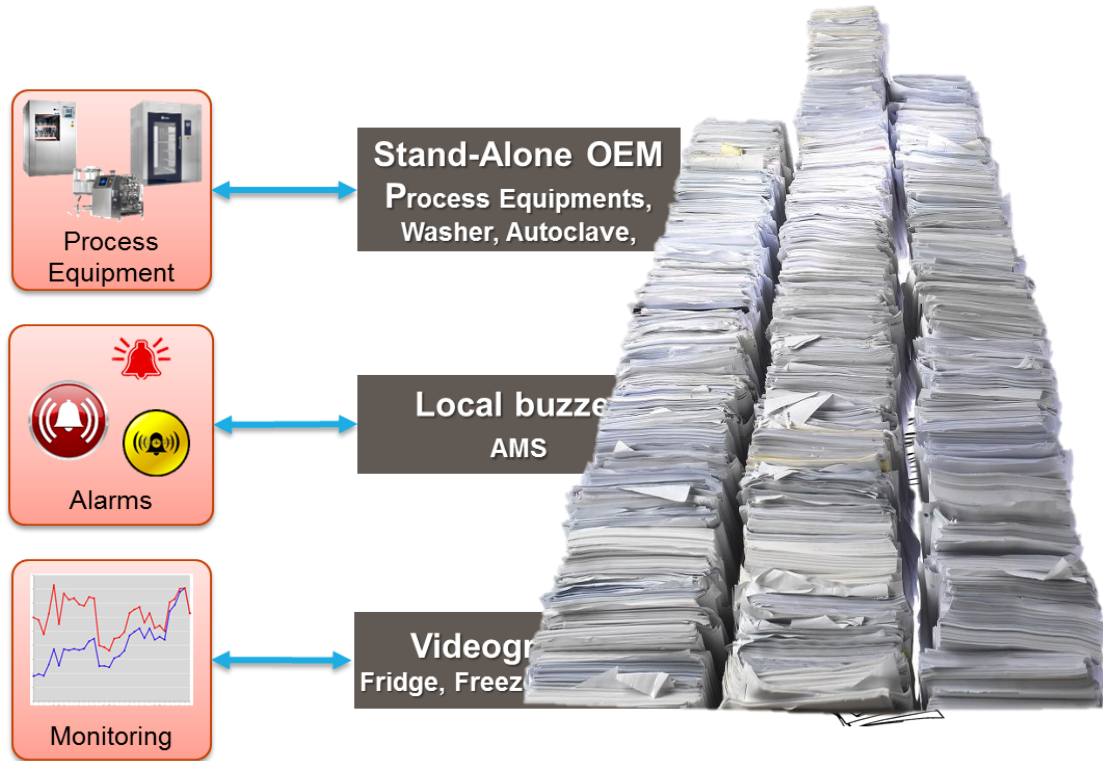 Process
Equipment
Stand-Alone OEM
Process Equipments,
Washer, Autoclave,
Alarms
Local buzze
AMS
Monitoring
Videogr
Fridge, Freez